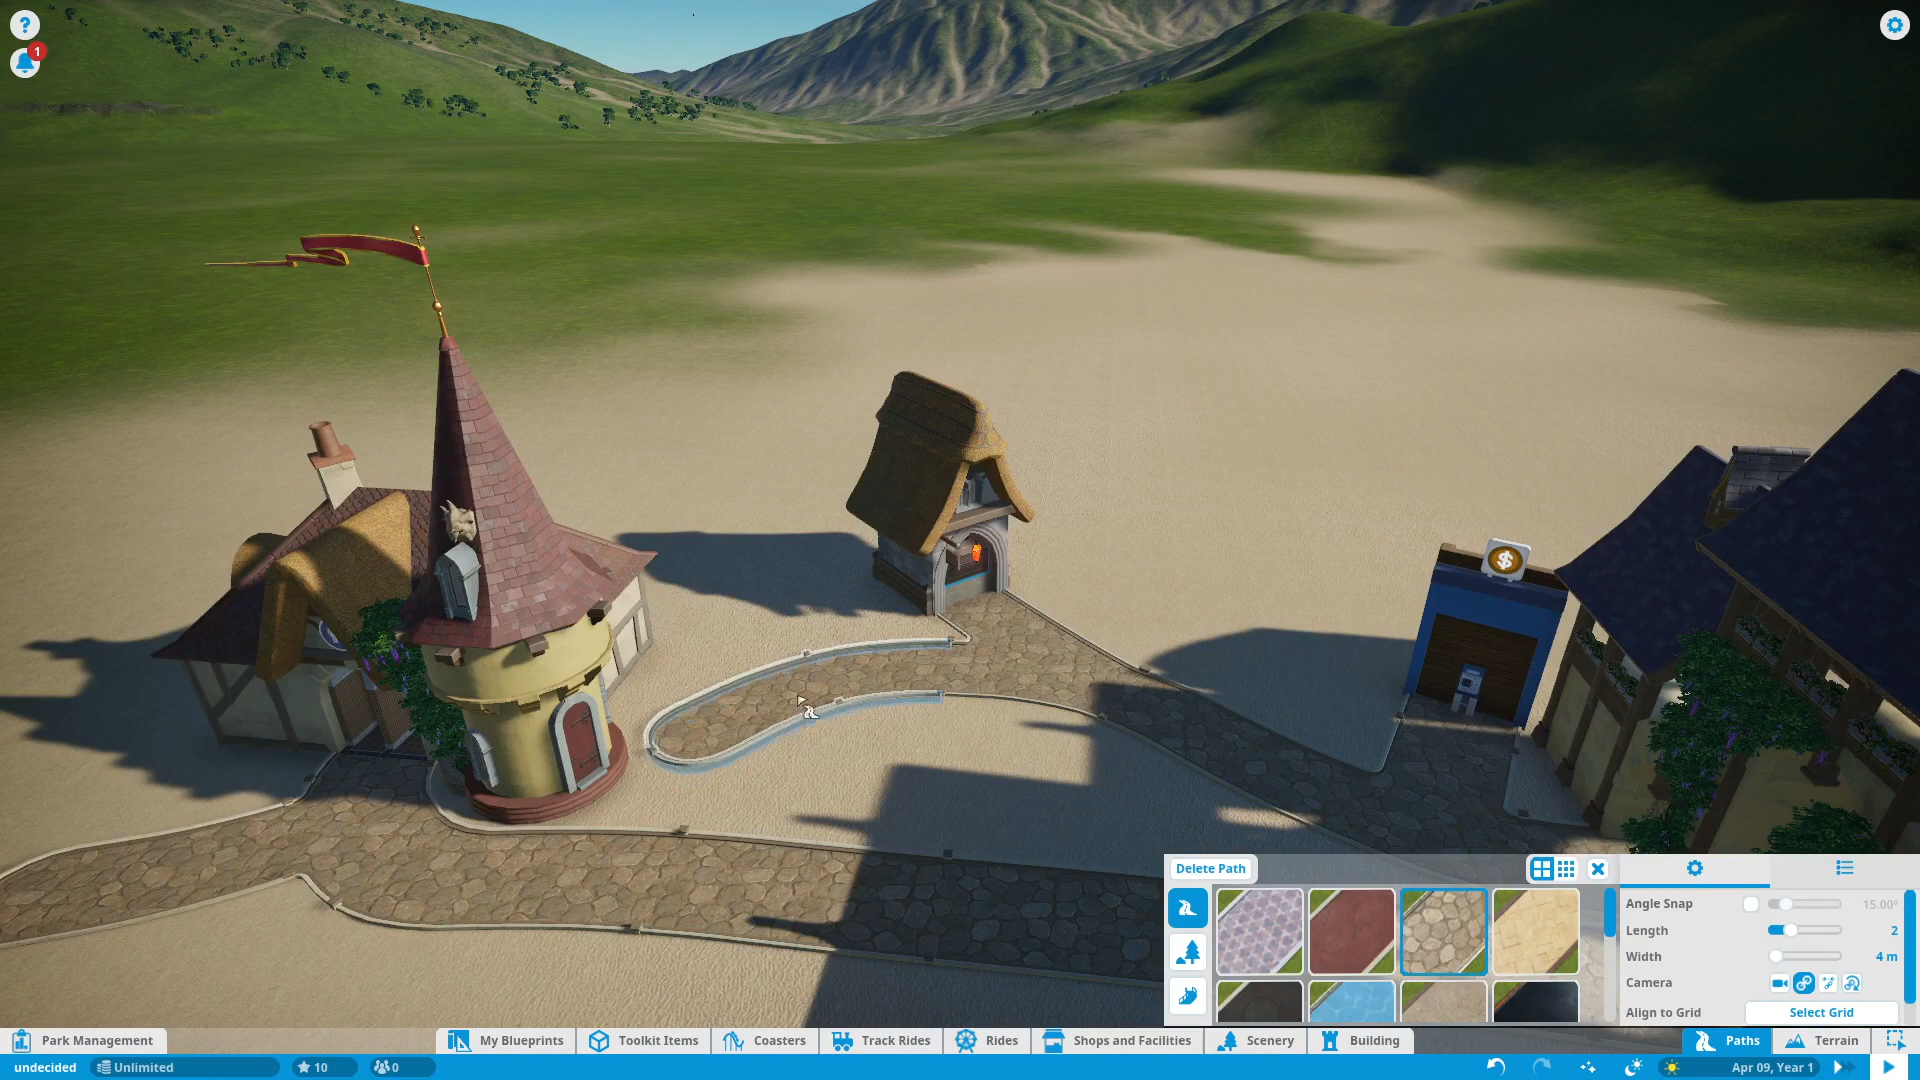 ?
1
$
Delete Path
Angle Snap 15.00°
Length 2
Width 4 m
Camera
Align to Grid Select Grid
Park Management My Blueprints Toolkit Items Coasters Track Rides Rides Shops and Facilities Scenery Building Paths Terrain
undecided Unlimited 10 0 Apr 09, Year 1